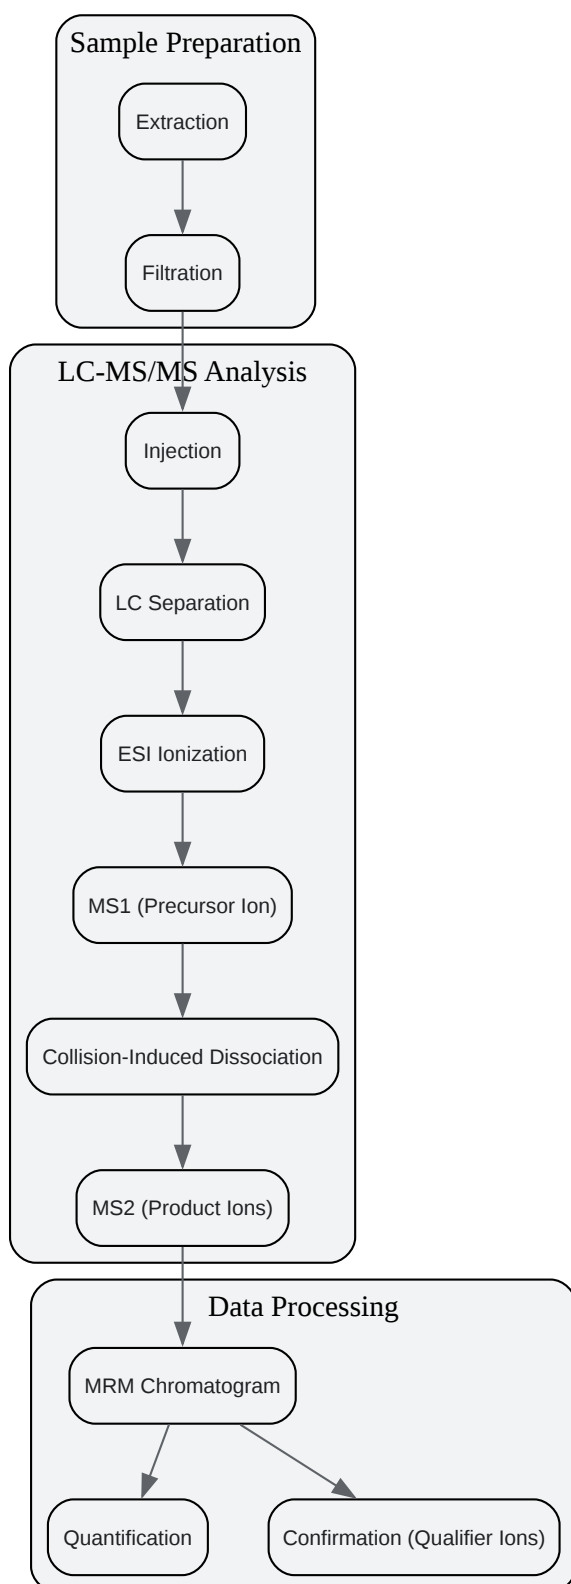 Sample Preparation
Extraction
Filtration
LC-MS/MS Analysis
Injection
LC Separation
ESI Ionization
MS1 (Precursor Ion)
Collision-Induced Dissociation
MS2 (Product Ions)
Data Processing
MRM Chromatogram
Quantification
Confirmation (Qualifier Ions)